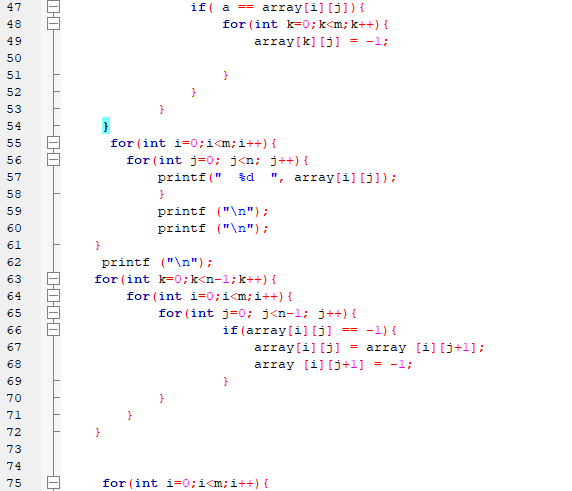 47 if( a == array[i][j]){
48 for(int k=0;k<m;k++){
49 array[k][j] = -1;
50
51 }
52 }
53 }
54 }
55 for(int i=0;i<m;i++){
56 for(int j=0; j<n; j++){
57 printf("  %d  ", array[i][j]);
58 }
59 printf ("\n");
60 printf ("\n");
61 }
62 printf ("\n");
63 for(int k=0;k<n-1;k++){
64 for(int i=0;i<m;i++){
65 for(int j=0; j<n-1; j++){
66 if(array[i][j] == -1){
67 array[i][j] = array [i][j+1];
68 array [i][j+1] = -1;
69 }
70 }
71 }
72 }
73
74
75 for(int i=0;i<m;i++){